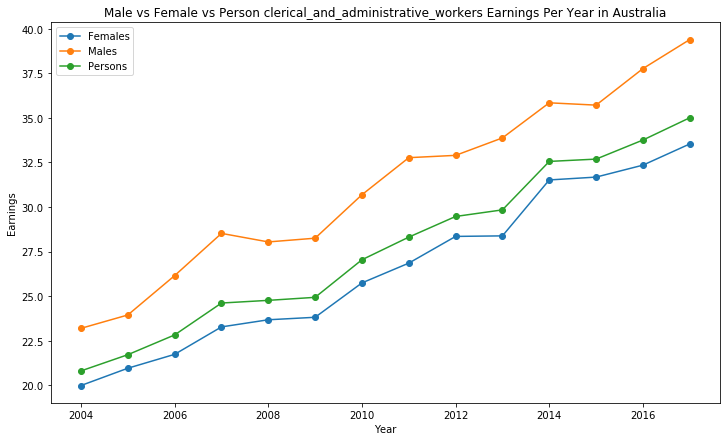 Male vs Female vs Person clerical_and_administrative_workers Earnings Per Year in Australia
Females
Males
Persons
40.0
37.5
35.0
32.5
30.0
27.5
25.0
22.5
20.0
Earnings
2004
2006
2008
2010
2012
2014
2016
Year